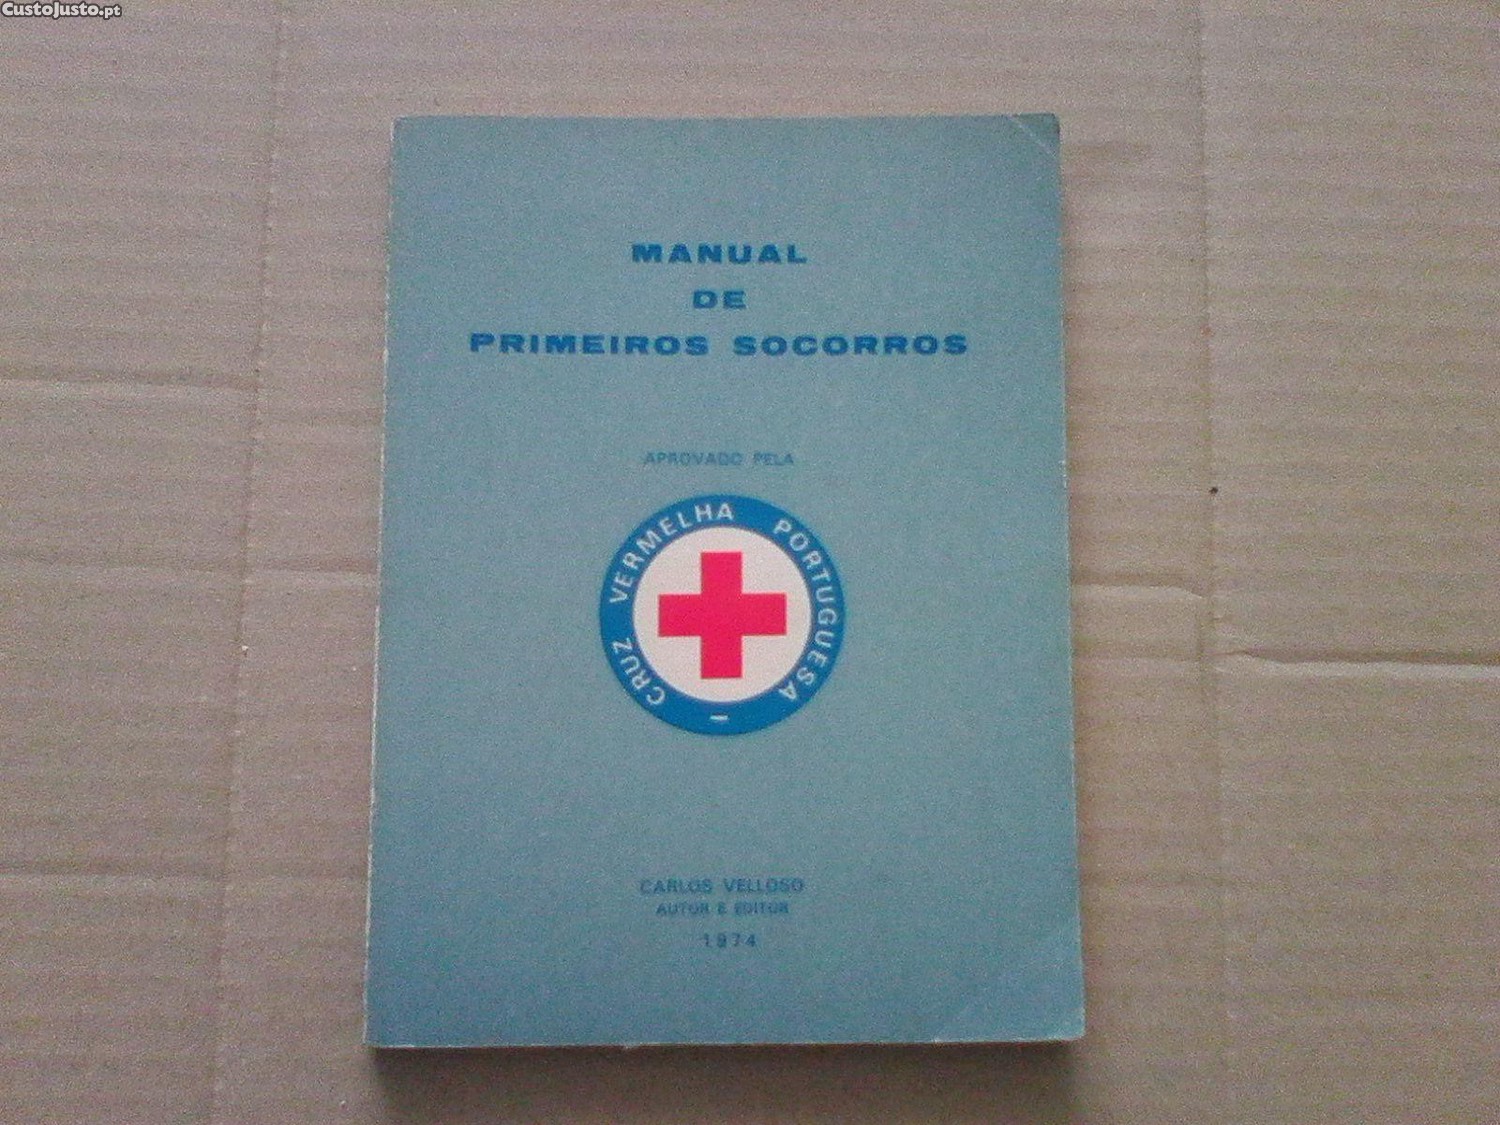 CustoJusto.pt
MANUAL
DE
PRIMEIROS SOCORROS
APROVADO PELA
CRUZ VERMELHA PORTUGUESA -
CARLOS VELLOSO
AUTOR E EDITOR
1974